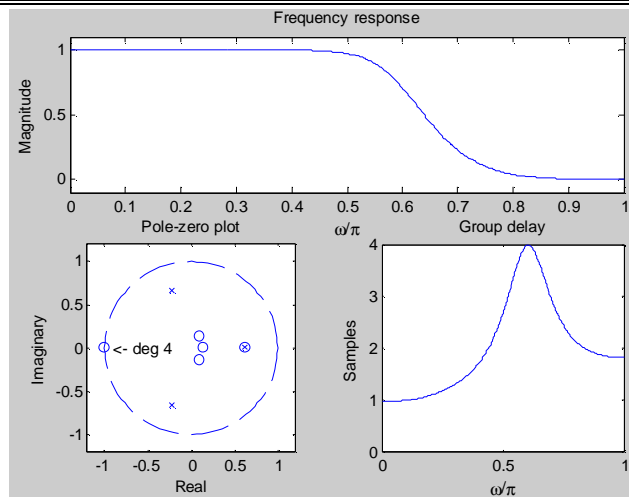 Frequency response
Magnitude
1
0.5
0
0 0.1 0.2 0.3 0.4 0.5 0.6 0.7 0.8 0.9 1
ω/π
Pole-zero plot
Imaginary
1
0.5
0
-0.5
-1
<- deg 4
-1 -0.5 0 0.5 1
Real
Group delay
Samples
4
3
2
1
0
0 0.5 1
ω/π